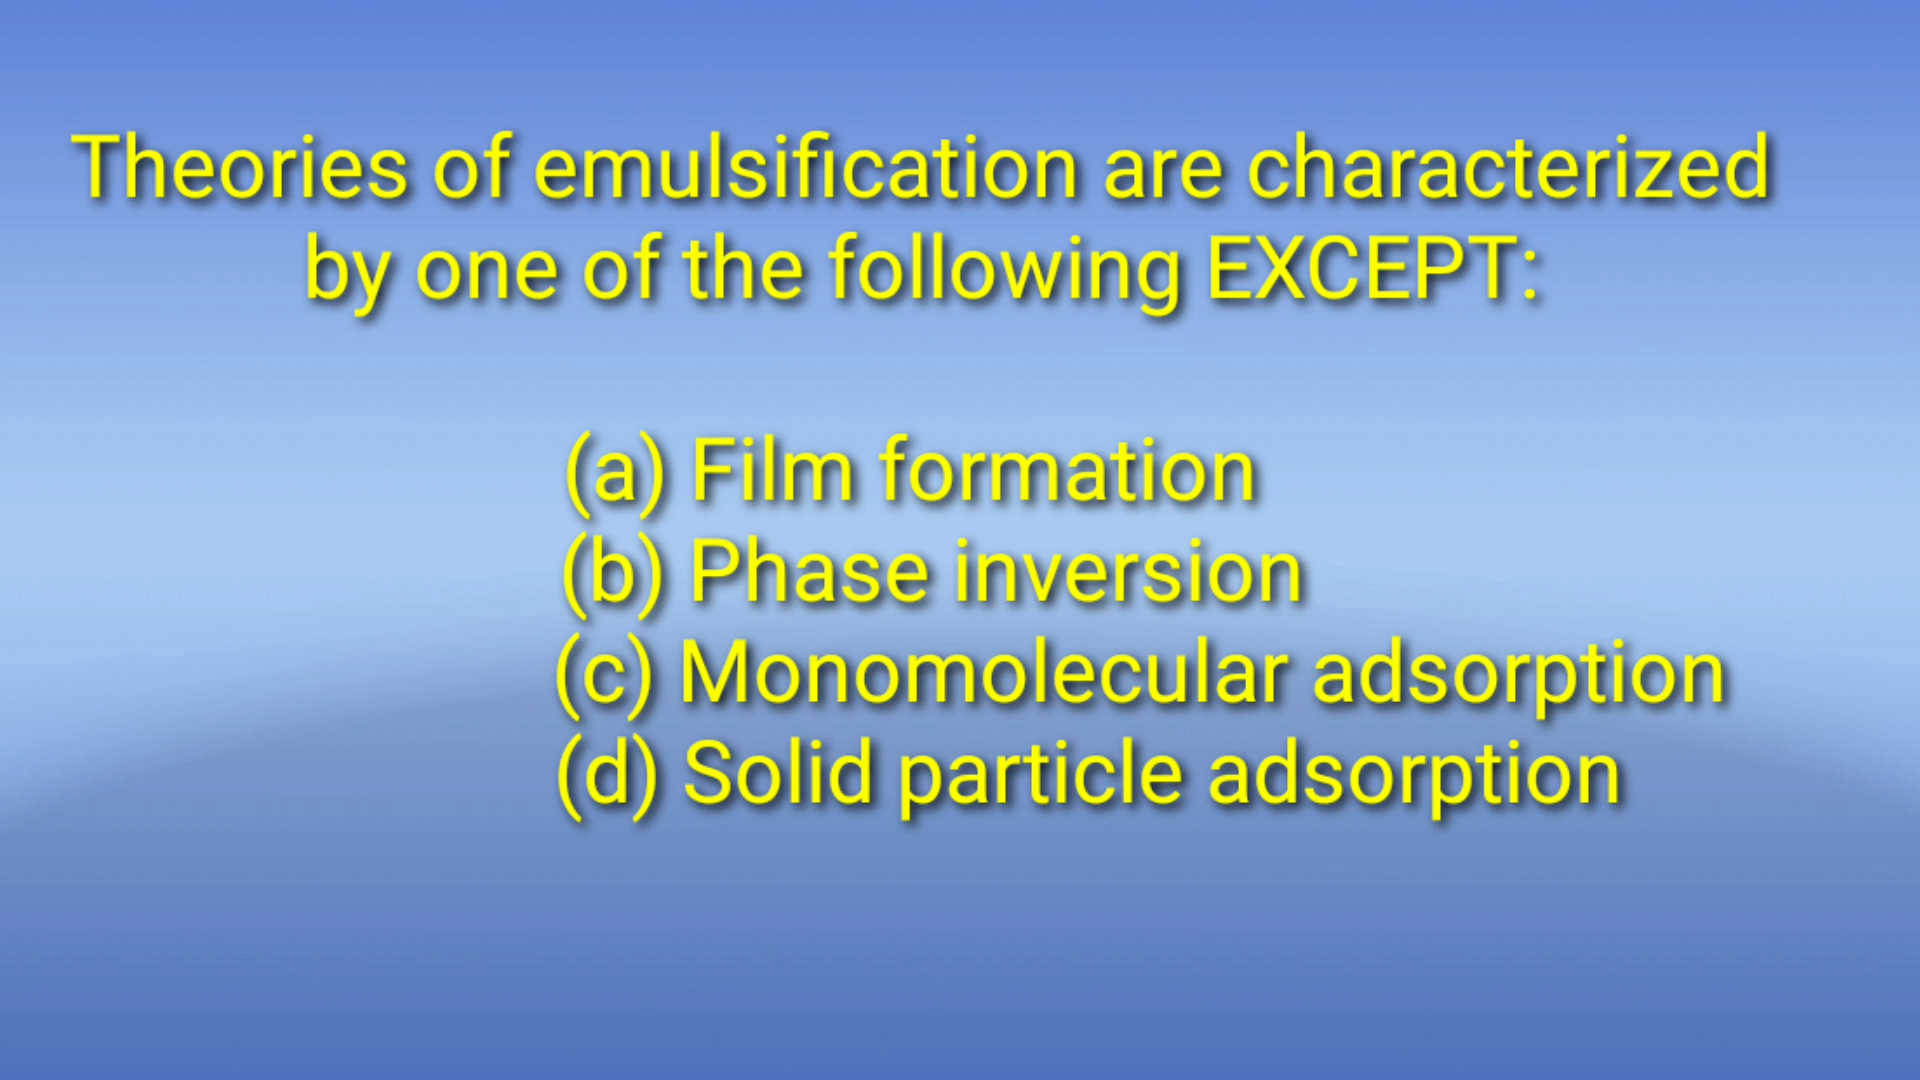 Theories of emulsification are characterized
by one of the following EXCEPT:
(a) Film formation
(b) Phase inversion
(c) Monomolecular adsorption
(d) Solid particle adsorption